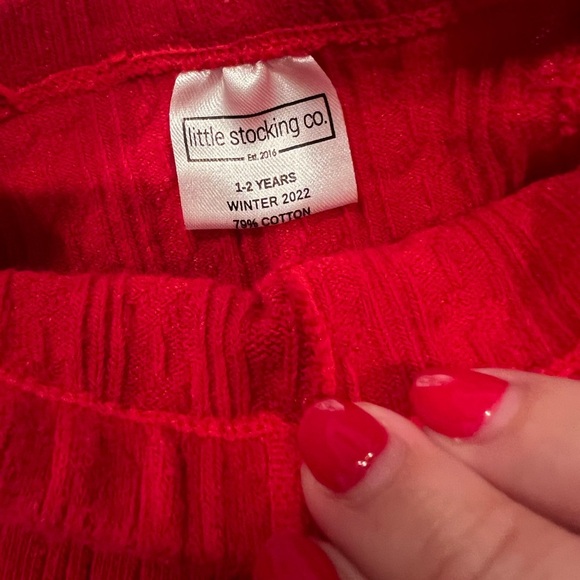 little stocking co.
Est. 2016
1-2 YEARS
WINTER 2022
79% COTTON